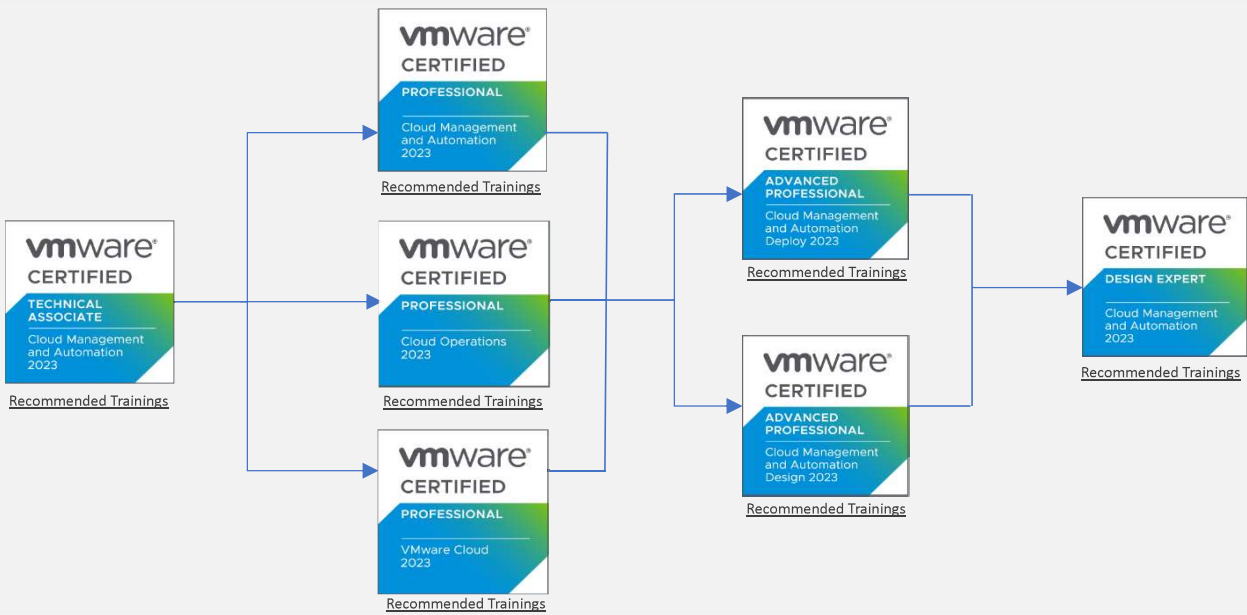 vmware®
CERTIFIED
TECHNICAL
ASSOCIATE
Cloud Management
and Automation
2023
Recommended Trainings
vmware®
CERTIFIED
PROFESSIONAL
Cloud Management
and Automation
2023
Recommended Trainings
vmware®
CERTIFIED
PROFESSIONAL
Cloud Operations
2023
Recommended Trainings
vmware®
CERTIFIED
PROFESSIONAL
VMware Cloud
2023
Recommended Trainings
vmware®
CERTIFIED
ADVANCED
PROFESSIONAL
Cloud Management
and Automation
Deploy 2023
Recommended Trainings
vmware®
CERTIFIED
ADVANCED
PROFESSIONAL
Cloud Management
and Automation
Design 2023
Recommended Trainings
vmware®
CERTIFIED
DESIGN EXPERT
Cloud Management
and Automation
2023
Recommended Trainings